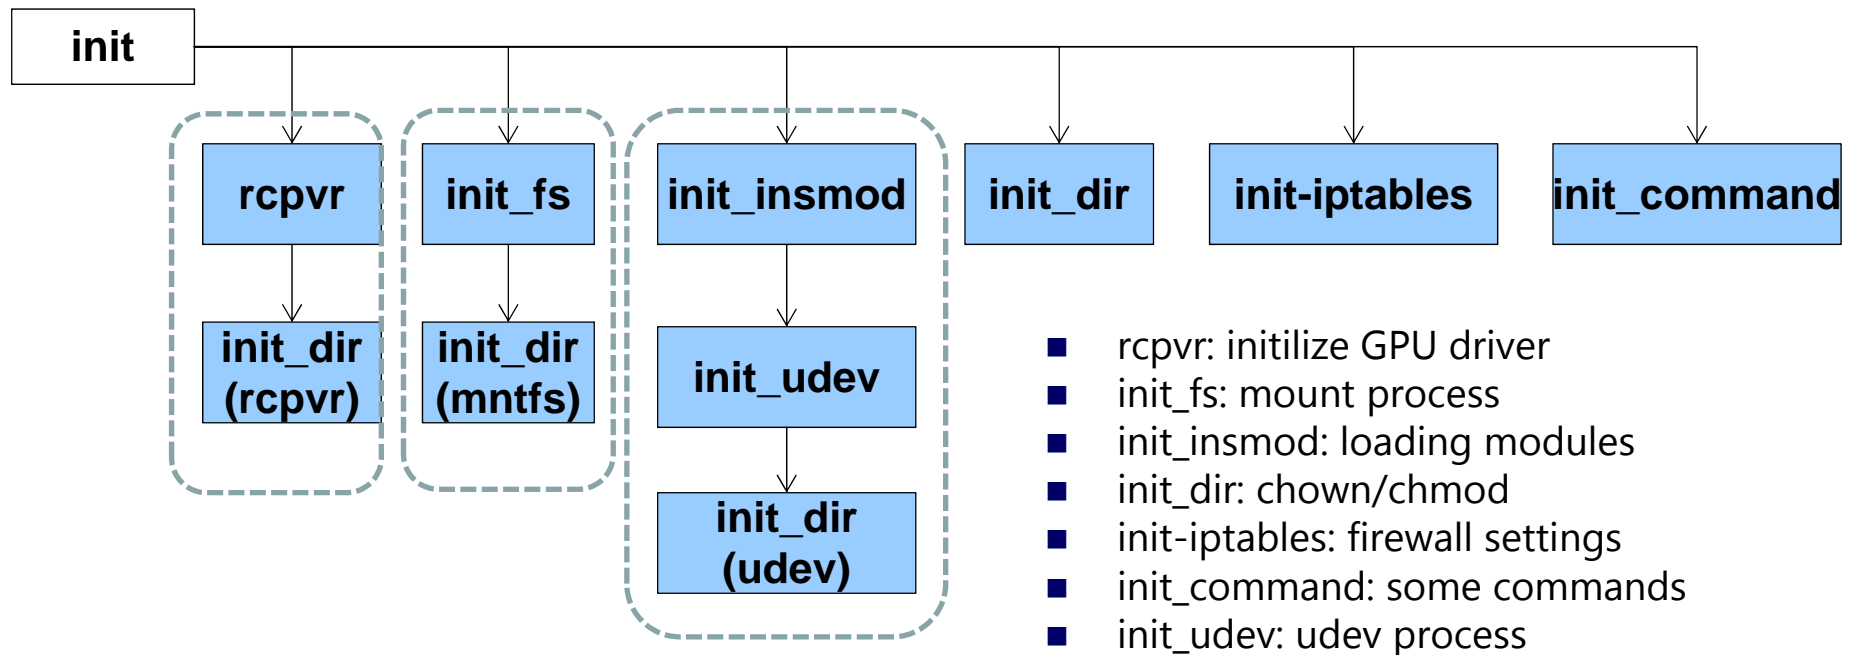 init
rcpvr
init_fs
init_insmod
init_dir
init-iptables
init_command
init_dir
(rcpvr)
init_dir
(mntfs)
init_udev
init_dir
(udev)
rcpvr: initilize GPU driver
init_fs: mount process
init_insmod: loading modules
init_dir: chown/chmod
init-iptables: firewall settings
init_command: some commands
init_udev: udev process